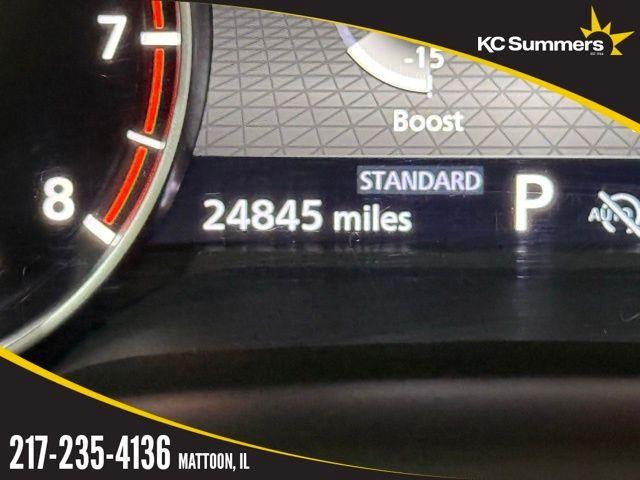 KC Summers
7
-15
Boost
STANDARD
8
24845 miles
P
AUTO
217-235-4136 MATTOON, IL